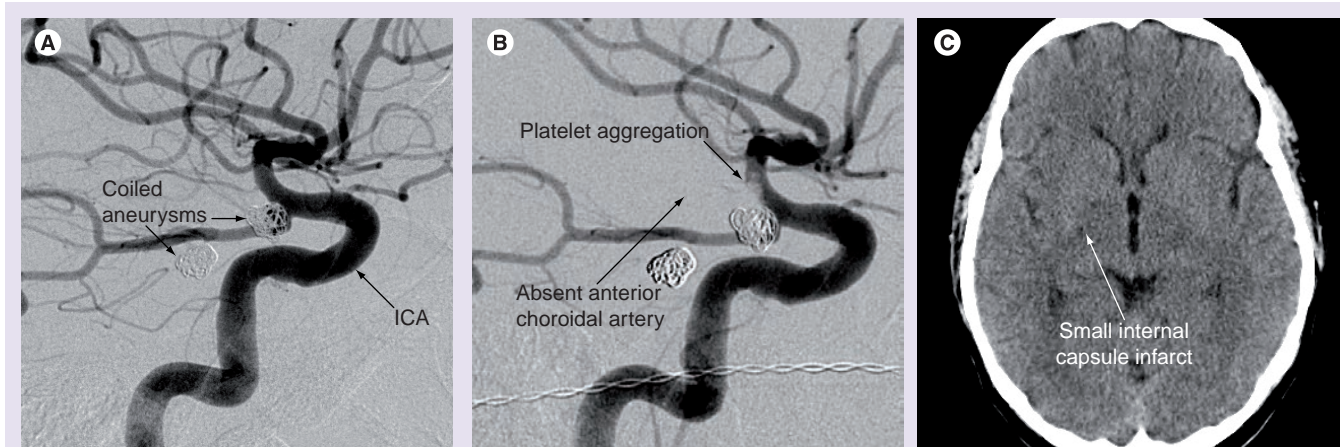 A
Coiled
aneurysms
ICA
B
Platelet aggregation
Absent anterior
choroidal artery
C
Small internal
capsule infarct